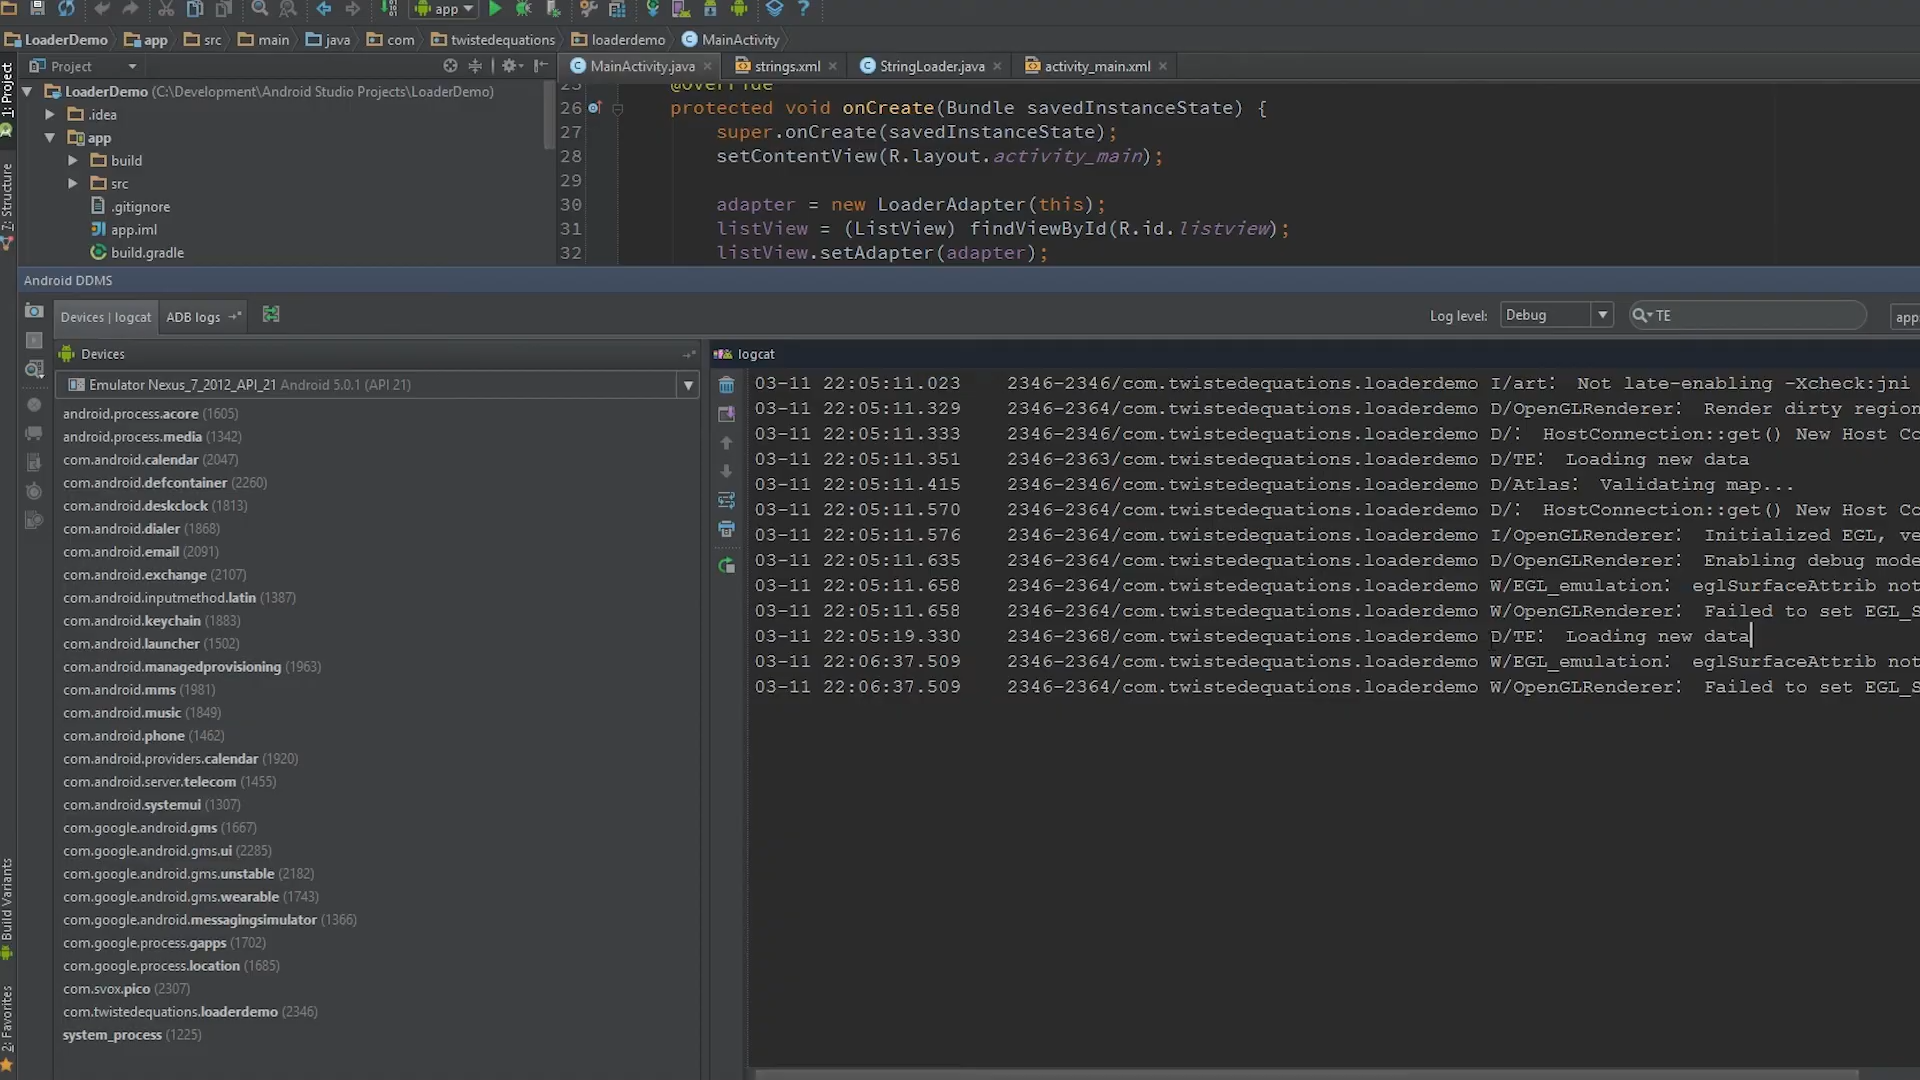 app
LoaderDemo app src main java com twistedequations loaderdemo MainActivity
Project
MainActivity.java strings.xml StringLoader.java activity_main.xml
1: Project
7: Structure
Build Variants
2: Favorites
LoaderDemo (C:\Development\Android Studio Projects\LoaderDemo)
.idea
app
build
src
.gitignore
app.iml
build.gradle
25 @Override
26 protected void onCreate(Bundle savedInstanceState) {
27 super.onCreate(savedInstanceState);
28 setContentView(R.layout.activity_main);
29
30 adapter = new LoaderAdapter(this);
31 listView = (ListView) findViewById(R.id.listview);
32 listView.setAdapter(adapter);
Android DDMS
Devices | logcat ADB logs
Log level: Debug TE app
Devices
Emulator Nexus_7_2012_API_21 Android 5.0.1 (API 21)
android.process.acore (1605)
android.process.media (1342)
com.android.calendar (2047)
com.android.defcontainer (2260)
com.android.deskclock (1813)
com.android.dialer (1868)
com.android.email (2091)
com.android.exchange (2107)
com.android.inputmethod.latin (1387)
com.android.keychain (1883)
com.android.launcher (1502)
com.android.managedprovisioning (1963)
com.android.mms (1981)
com.android.music (1849)
com.android.phone (1462)
com.android.providers.calendar (1920)
com.android.server.telecom (1455)
com.android.systemui (1307)
com.google.android.gms (1667)
com.google.android.gms.ui (2285)
com.google.android.gms.unstable (2182)
com.google.android.gms.wearable (1743)
com.google.android.messagingsimulator (1366)
com.google.process.gapps (1702)
com.google.process.location (1685)
com.svox.pico (2307)
com.twistedequations.loaderdemo (2346)
system_process (1225)
logcat
03-11 22:05:11.023 2346-2346/com.twistedequations.loaderdemo I/art: Not late-enabling -Xcheck:jni
03-11 22:05:11.329 2346-2364/com.twistedequations.loaderdemo D/OpenGLRenderer: Render dirty region
03-11 22:05:11.333 2346-2346/com.twistedequations.loaderdemo D/: HostConnection::get() New Host Co
03-11 22:05:11.351 2346-2363/com.twistedequations.loaderdemo D/TE: Loading new data
03-11 22:05:11.415 2346-2346/com.twistedequations.loaderdemo D/Atlas: Validating map...
03-11 22:05:11.570 2346-2364/com.twistedequations.loaderdemo D/: HostConnection::get() New Host Co
03-11 22:05:11.576 2346-2364/com.twistedequations.loaderdemo I/OpenGLRenderer: Initialized EGL, ve
03-11 22:05:11.635 2346-2364/com.twistedequations.loaderdemo D/OpenGLRenderer: Enabling debug mode
03-11 22:05:11.658 2346-2364/com.twistedequations.loaderdemo W/EGL_emulation: eglSurfaceAttrib not
03-11 22:05:11.658 2346-2364/com.twistedequations.loaderdemo W/OpenGLRenderer: Failed to set EGL_S
03-11 22:05:19.330 2346-2368/com.twistedequations.loaderdemo D/TE: Loading new data
03-11 22:06:37.509 2346-2364/com.twistedequations.loaderdemo W/EGL_emulation: eglSurfaceAttrib not
03-11 22:06:37.509 2346-2364/com.twistedequations.loaderdemo W/OpenGLRenderer: Failed to set EGL_S